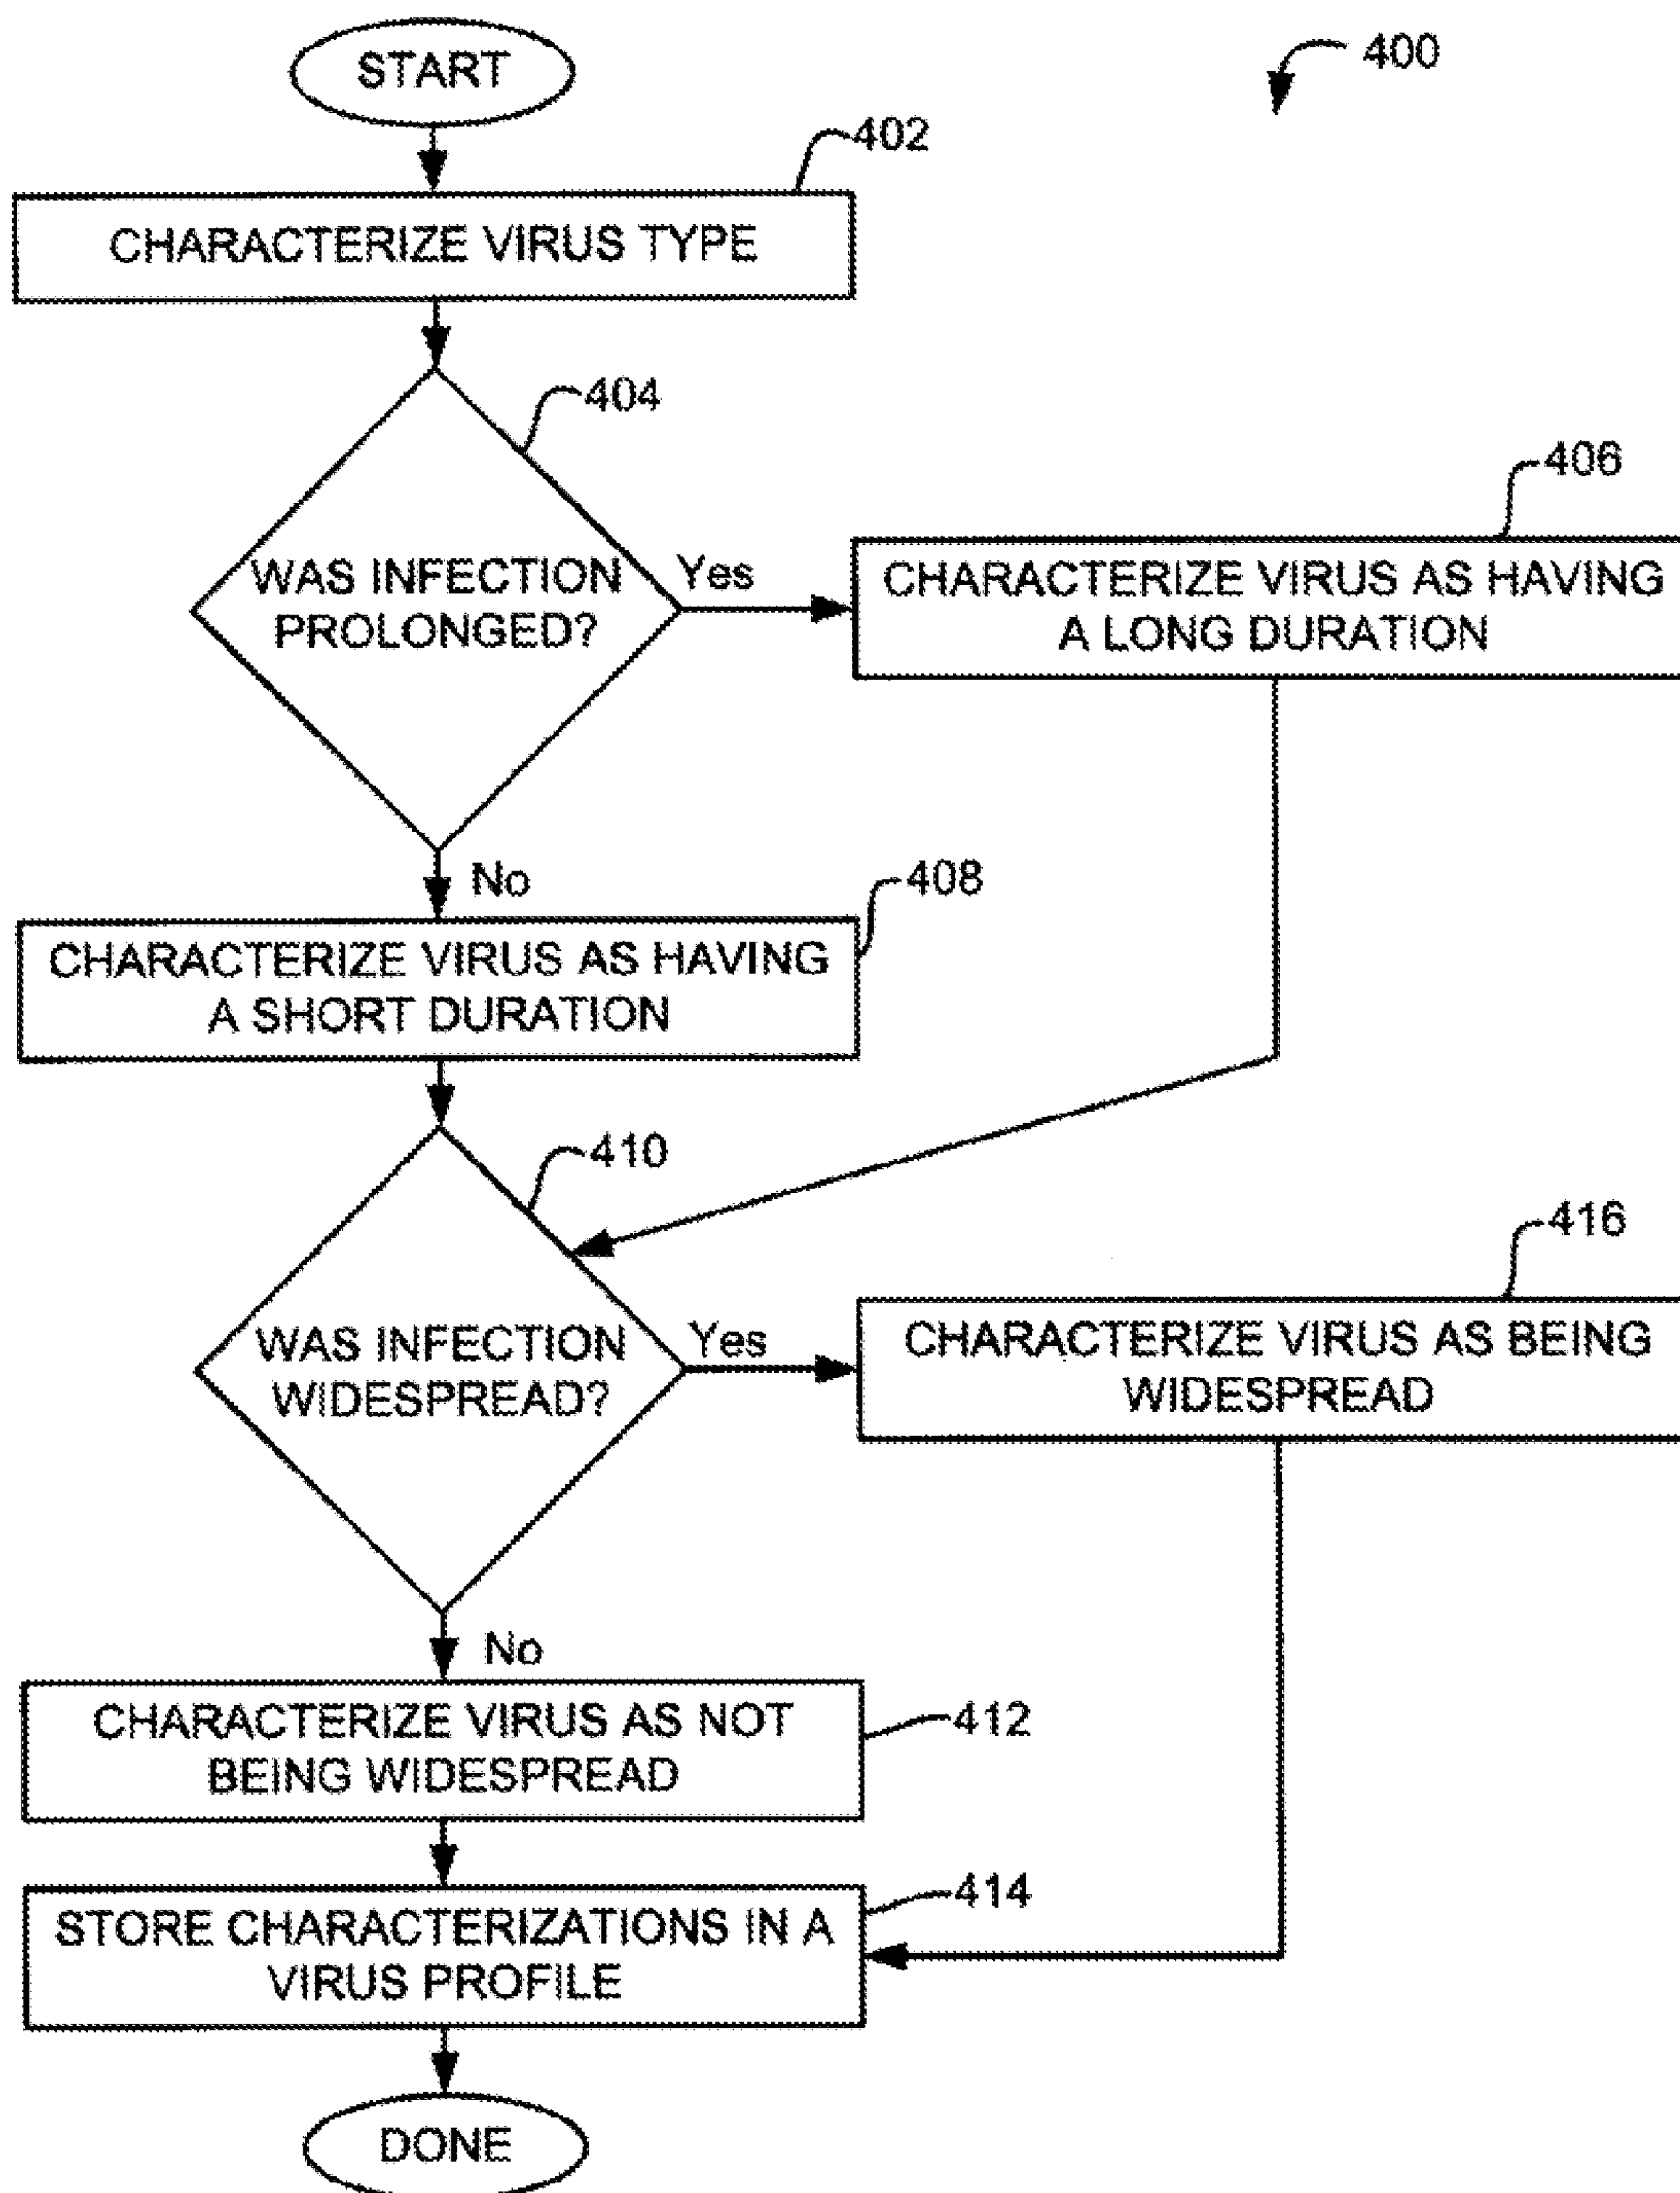 START
400
402
CHARACTERIZE VIRUS TYPE
404
WAS INFECTION
PROLONGED?
Yes
406
CHARACTERIZE VIRUS AS HAVING
A LONG DURATION
No
408
CHARACTERIZE VIRUS AS HAVING
A SHORT DURATION
410
WAS INFECTION
WIDESPREAD?
Yes
416
CHARACTERIZE VIRUS AS BEING
WIDESPREAD
No
CHARACTERIZE VIRUS AS NOT
BEING WIDESPREAD
412
STORE CHARACTERIZATIONS IN A
VIRUS PROFILE
414
DONE